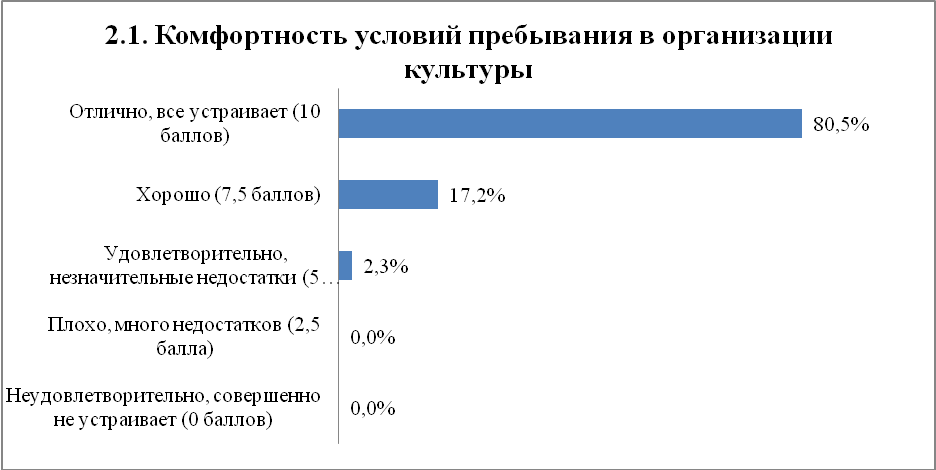 2.1. Комфортность условий пребывания в организации
культуры
Отлично, все устраивает (10
баллов)
80,5%
Хорошо (7,5 баллов)
17,2%
Удовлетворительно,
незначительные недостатки (5…
2,3%
Плохо, много недостатков (2,5
балла)
0,0%
Неудовлетворительно, совершенно
не устраивает (0 баллов)
0,0%